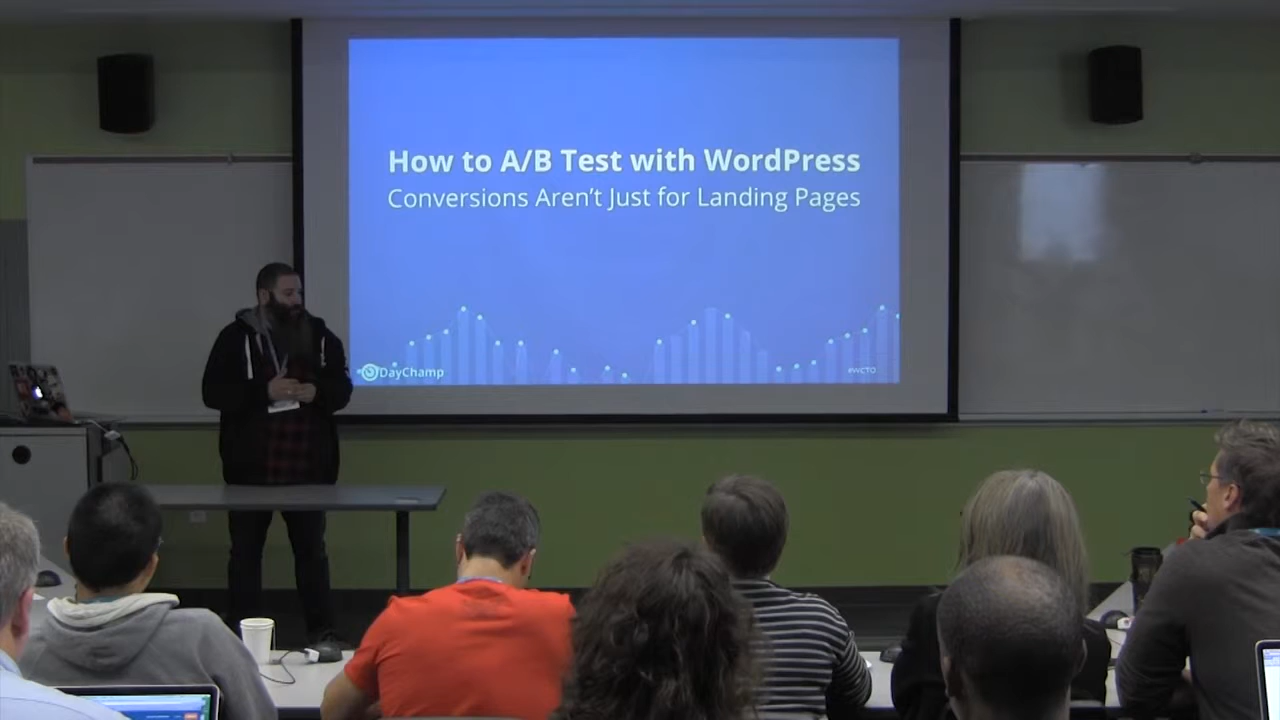 How to A/B Test with WordPress
Conversions Aren't Just for Landing Pages
DayChamp
#WCTO